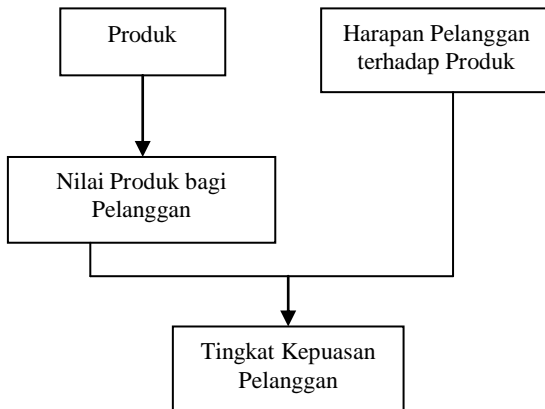 Produk
Harapan Pelanggan
terhadap Produk
Nilai Produk bagi
Pelanggan
Tingkat Kepuasan
Pelanggan